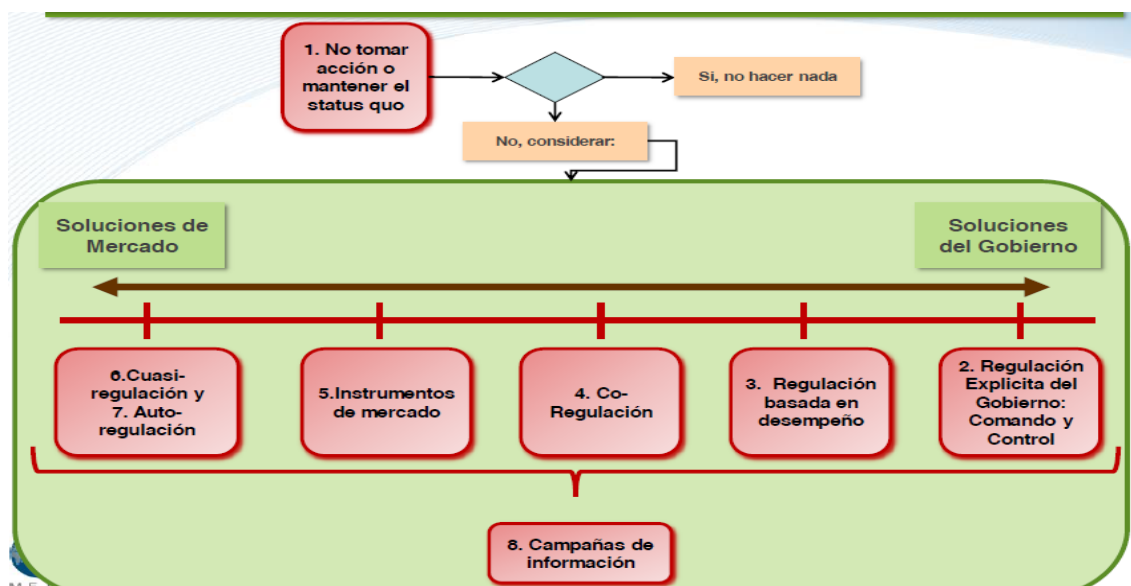 1. No tomar
acción o
mantener el
status quo
Si, no hacer nada
No, considerar:
Soluciones de
Mercado
Soluciones
del Gobierno
6.Cuasi-
regulación y
7. Auto-
regulación
5.Instrumentos
de mercado
4. Co-
Regulación
3. Regulación
basada en
desempeño
2. Regulación
Explicita del
Gobierno:
Comando y
Control
8. Campañas de
información